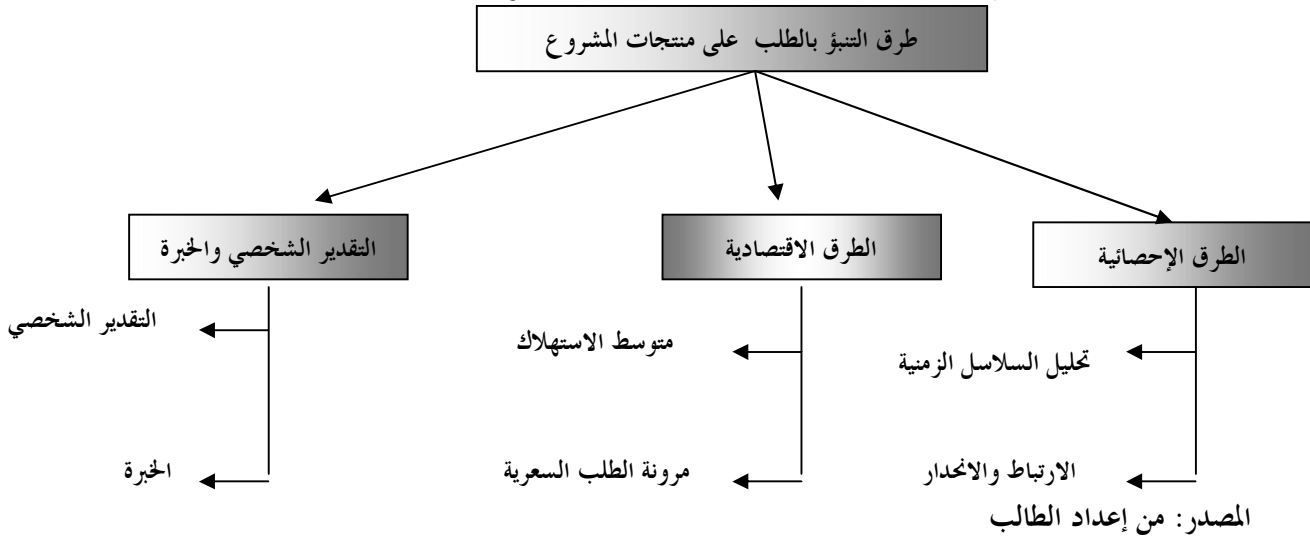 طرق التنبؤ بالطلب على منتجات المشروع
الطرق الإحصائية
تحليل السلاسل الزمنية
الارتباط والانحدار
الطرق الاقتصادية
متوسط الاستهلاك
مرونة الطلب السعرية
التقدير الشخصي والخبرة
التقدير الشخصي
الخبرة
المصدر: من إعداد الطالب